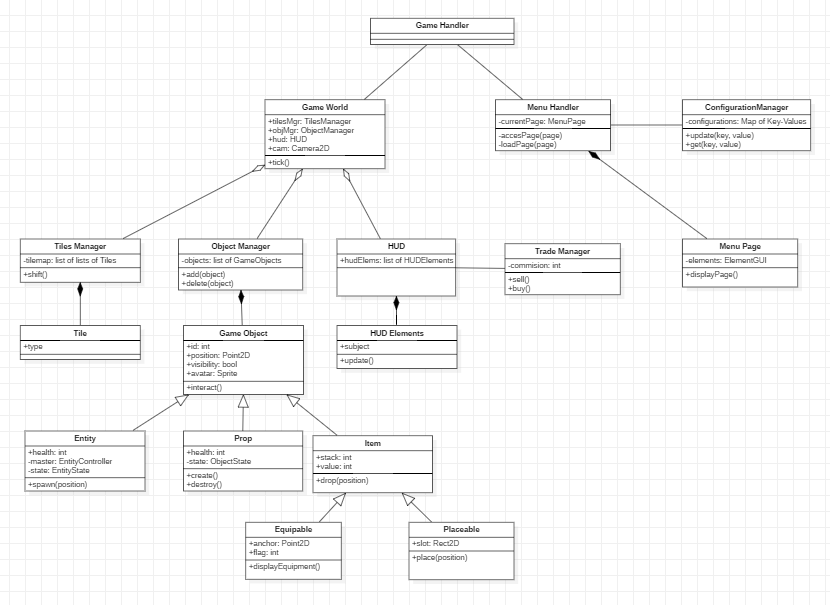 Game Handler
Game World
+tilesMgr: TilesManager
+objMgr: ObjectManager
+hud: HUD
+cam: Camera2D
+tick()
Menu Handler
-currentPage: MenuPage
-accesPage(page)
-loadPage(page)
ConfigurationManager
-configurations: Map of Key-Values
+update(key, value)
+get(key, value)
Tiles Manager
-tilemap: list of lists of Tiles
+shift()
Object Manager
-objects: list of GameObjects
+add(object)
+delete(object)
HUD
+hudElems: list of HUDElements
Trade Manager
-commision: int
+sell()
+buy()
Menu Page
-elements: ElementGUI
+displayPage()
Tile
+type
Game Object
+id: int
+position: Point2D
+visibility: bool
+avatar: Sprite
+interact()
HUD Elements
+subject
+update()
Entity
+health: int
-master: EntityController
-state: EntityState
+spawn(position)
Prop
+health: int
-state: ObjectState
+create()
+destroy()
Item
+stack: int
+value: int
+drop(position)
Equipable
+anchor: Point2D
+flag: int
+displayEquipment()
Placeable
+slot: Rect2D
+place(position)